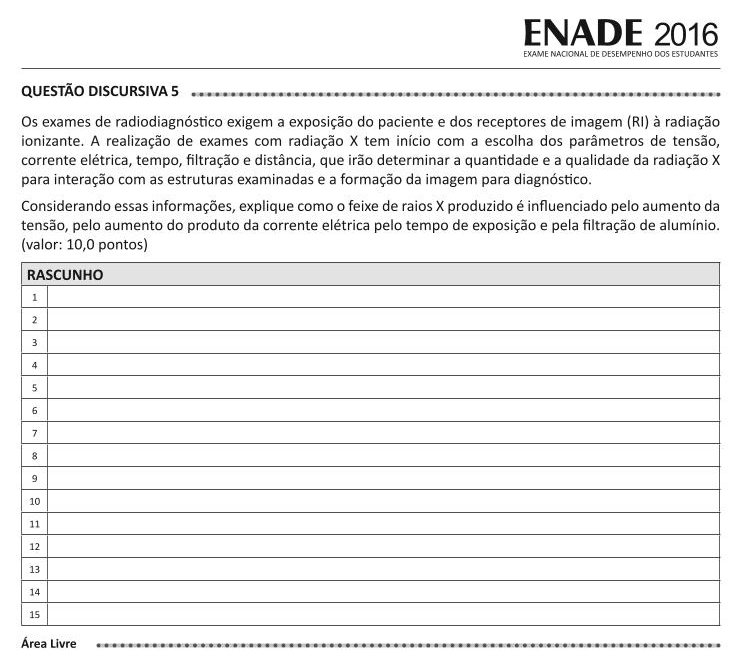 ENADE 2016
EXAME NACIONAL DE DESEMPENHO DOS ESTUDANTES
QUESTÃO DISCURSIVA 5
Os exames de radiodiagnóstico exigem a exposição do paciente e dos receptores de imagem (RI) à radiação
ionizante. A realização de exames com radiação X tem início com a escolha dos parâmetros de tensão,
corrente elétrica, tempo, filtração e distância, que irão determinar a quantidade e a qualidade da radiação X
para interação com as estruturas examinadas e a formação da imagem para diagnóstico.
Considerando essas informações, explique como o feixe de raios X produzido é influenciado pelo aumento da
tensão, pelo aumento do produto da corrente elétrica pelo tempo de exposição e pela filtração de alumínio.
(valor: 10,0 pontos)
RASCUNHO
1
2
3
4
5
6
7
8
9
10
11
12
13
14
15
Área Livre